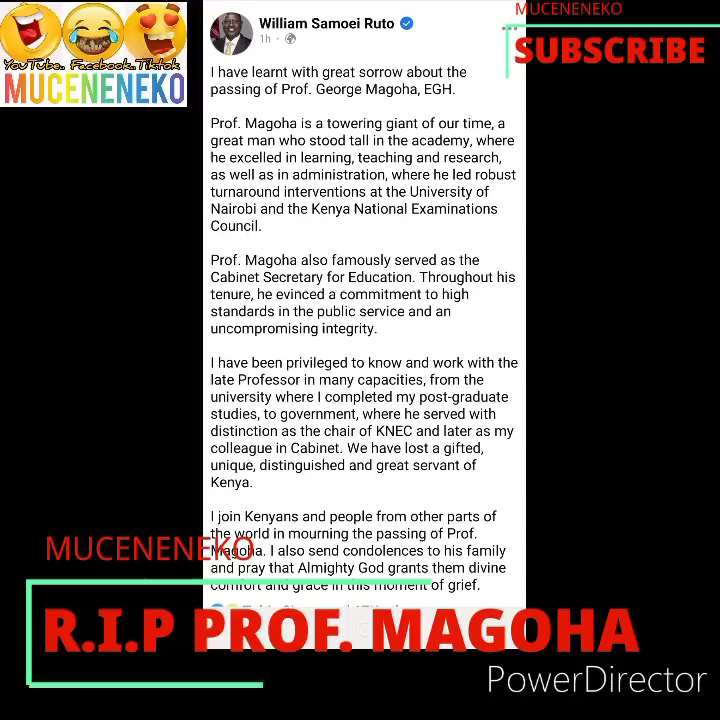 YouTube. Facebook. Tiktok
MUCENENEKO
MUCENENEKO
SUBSCRIBE
William Samoei Ruto
1h
I have learnt with great sorrow about the
passing of Prof. George Magoha, EGH.
Prof. Magoha is a towering giant of our time, a
great man who stood tall in the academy, where
he excelled in learning, teaching and research,
as well as in administration, where he led robust
turnaround interventions at the University of
Nairobi and the Kenya National Examinations
Council.
Prof. Magoha also famously served as the
Cabinet Secretary for Education. Throughout his
tenure, he evinced a commitment to high
standards in the public service and an
uncompromising integrity.
I have been privileged to know and work with the
late Professor in many capacities, from the
university where I completed my post-graduate
studies, to government, where he served with
distinction as the chair of KNEC and later as my
colleague in Cabinet. We have lost a gifted,
unique, distinguished and great servant of
Kenya.
I join Kenyans and people from other parts of
the world in mourning the passing of Prof.
Magoha. I also send condolences to his family
and pray that Almighty God grants them divine
comfort and grace in this moment of grief.
MUCENENEKO
R.I.P PROF. MAGOHA
PowerDirector